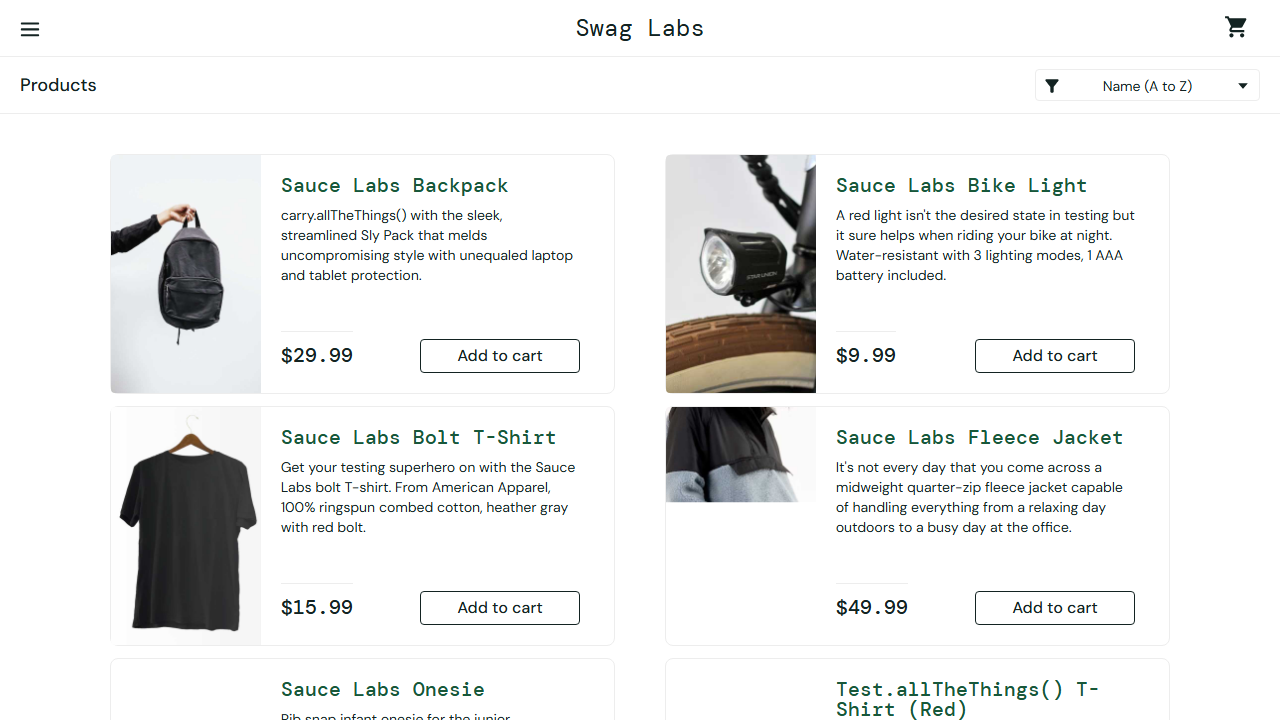 Swag Labs
Products
Name (A to Z)
Sauce Labs Backpack
carry.allTheThings() with the sleek,
streamlined Sly Pack that melds
uncompromising style with unequaled laptop
and tablet protection.
$29.99
Add to cart
Sauce Labs Bike Light
A red light isn't the desired state in testing but
it sure helps when riding your bike at night.
Water-resistant with 3 lighting modes, 1 AAA
battery included.
$9.99
Add to cart
Sauce Labs Bolt T-Shirt
Get your testing superhero on with the Sauce
Labs bolt T-shirt. From American Apparel,
100% ringspun combed cotton, heather gray
with red bolt.
$15.99
Add to cart
Sauce Labs Fleece Jacket
It's not every day that you come across a
midweight quarter-zip fleece jacket capable
of handling everything from a relaxing day
outdoors to a busy day at the office.
$49.99
Add to cart
Sauce Labs Onesie
Rib snap infant onesie for the junior
Test.allTheThings() T-
Shirt (Red)